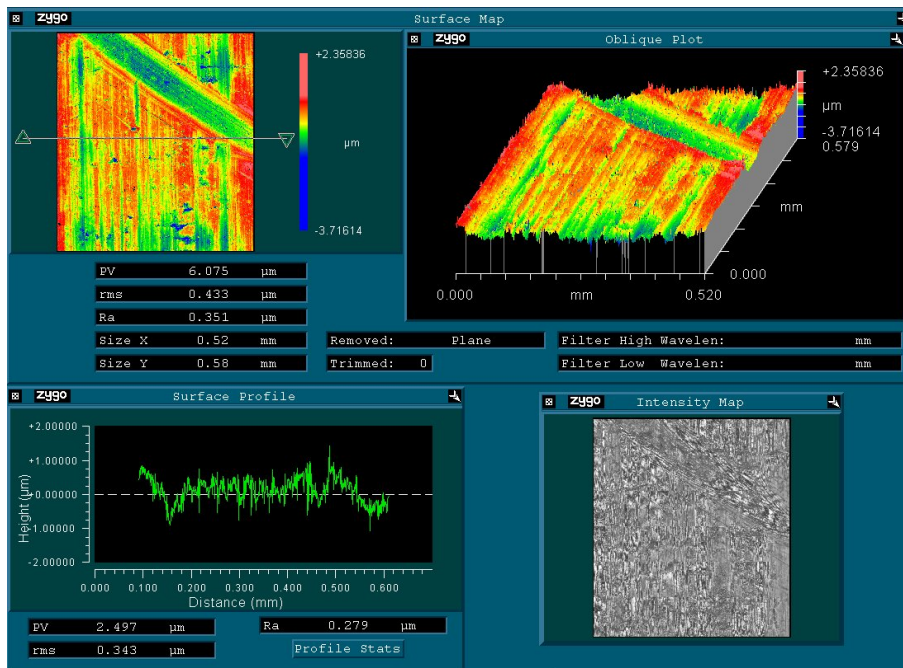 zygo Surface Map
+2.35836
µm
-3.71614
zygo Oblique Plot
+2.35836
µm
-3.71614
0.579
mm
0.000
0.000 mm 0.520
PV 6.075 µm
rms 0.433 µm
Ra 0.351 µm
Size X 0.52 mm
Size Y 0.58 mm
Removed: Plane
Trimmed: 0
Filter High Wavelen: mm
Filter Low Wavelen: mm
zygo Surface Profile
+2.00000
+1.00000
+0.00000
-1.00000
-2.00000
Height (µm)
0.000 0.100 0.200 0.300 0.400 0.500 0.600
Distance (mm)
PV 2.497 µm
rms 0.343 µm
Ra 0.279 µm
Profile Stats
zygo Intensity Map